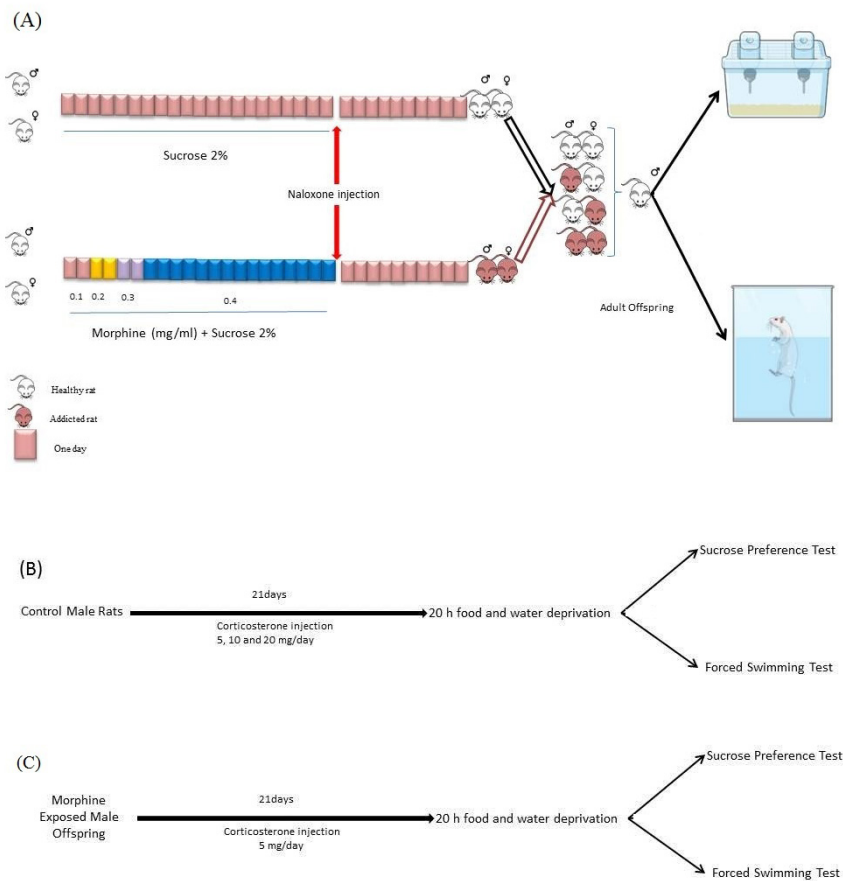 (A)
♂
♂ ♀
♀
♂ ♀
Sucrose 2%
♂
Naloxone injection
♂
♂ ♀
♀
0.1 0.2 0.3 0.4
Adult Offspring
Morphine (mg/ml) + Sucrose 2%
Healthy rat
Addicted rat
One day
(B)
Sucrose Preference Test
21days
Control Male Rats
20 h food and water deprivation
Corticosterone injection
5, 10 and 20 mg/day
Forced Swimming Test
(C)
Sucrose Preference Test
Morphine
Exposed Male
Offspring
21days
20 h food and water deprivation
Corticosterone injection
5 mg/day
Forced Swimming Test